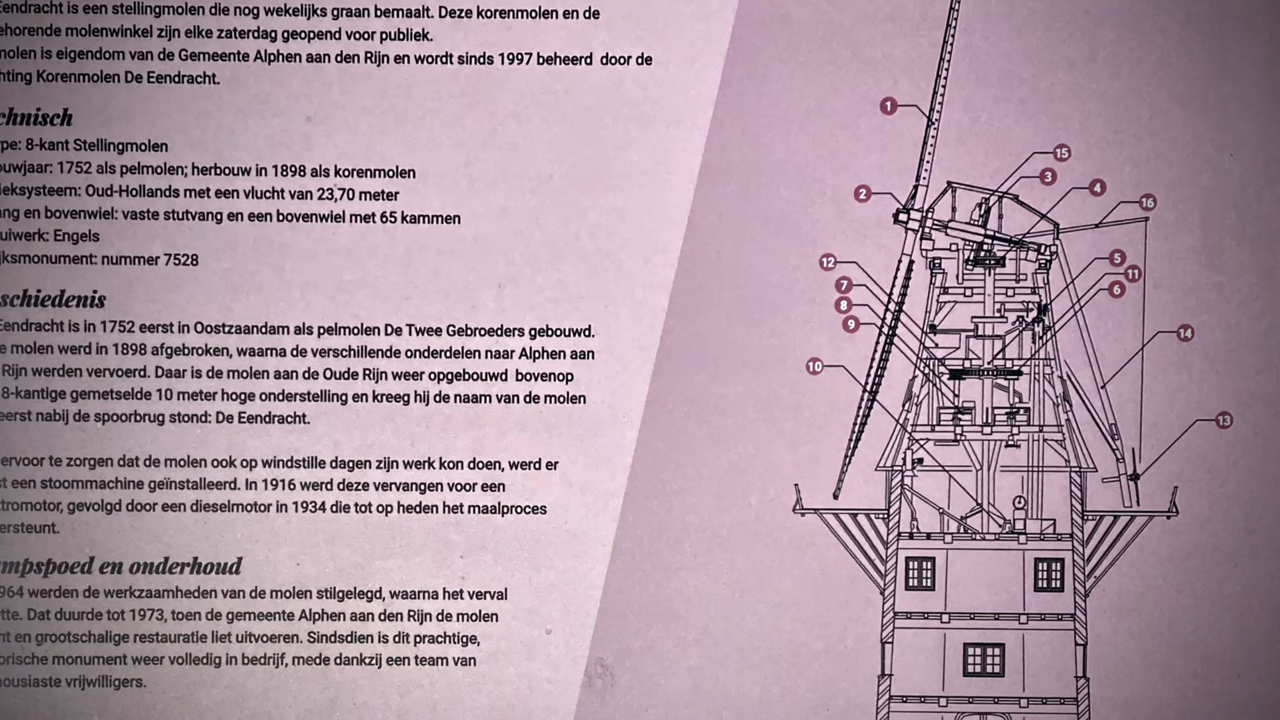 Eendracht is een stellingmolen die nog wekelijks graan bemaalt. Deze korenmolen en de
ehorende molenwinkel zijn elke zaterdag geopend voor publiek.
molen is eigendom van de Gemeente Alphen aan den Rijn en wordt sinds 1997 beheerd door de
hting Korenmolen De Eendracht.
chnisch
pe: 8-kant Stellingmolen
ouwjaar: 1752 als pelmolen; herbouw in 1898 als korenmolen
ieksysteem: Oud-Hollands met een vlucht van 23,70 meter
ang en bovenwiel: vaste stutvang en een bovenwiel met 65 kammen
uiwerk: Engels
jksmonument: nummer 7528
schiedenis
Eendracht is in 1752 eerst in Oostzaandam als pelmolen De Twee Gebroeders gebouwd.
e molen werd in 1898 afgebroken, waarna de verschillende onderdelen naar Alphen aan
Rijn werden vervoerd. Daar is de molen aan de Oude Rijn weer opgebouwd bovenop
8-kantige gemetselde 10 meter hoge onderstelling en kreeg hij de naam van de molen
eerst nabij de spoorbrug stond: De Eendracht.
ervoor te zorgen dat de molen ook op windstille dagen zijn werk kon doen, werd er
t een stoommachine geïnstalleerd. In 1916 werd deze vervangen voor een
tromotor, gevolgd door een dieselmotor in 1934 die tot op heden het maalproces
ersteunt.
mpspoed en onderhoud
964 werden de werkzaamheden van de molen stilgelegd, waarna het verval
tte. Dat duurde tot 1973, toen de gemeente Alphen aan den Rijn de molen
ht en grootschalige restauratie liet uitvoeren. Sindsdien is dit prachtige,
orische monument weer volledig in bedrijf, mede dankzij een team van
housiaste vrijwilligers.
1
15
3
2
4
16
12
5
11
7
6
8
9
14
10
13